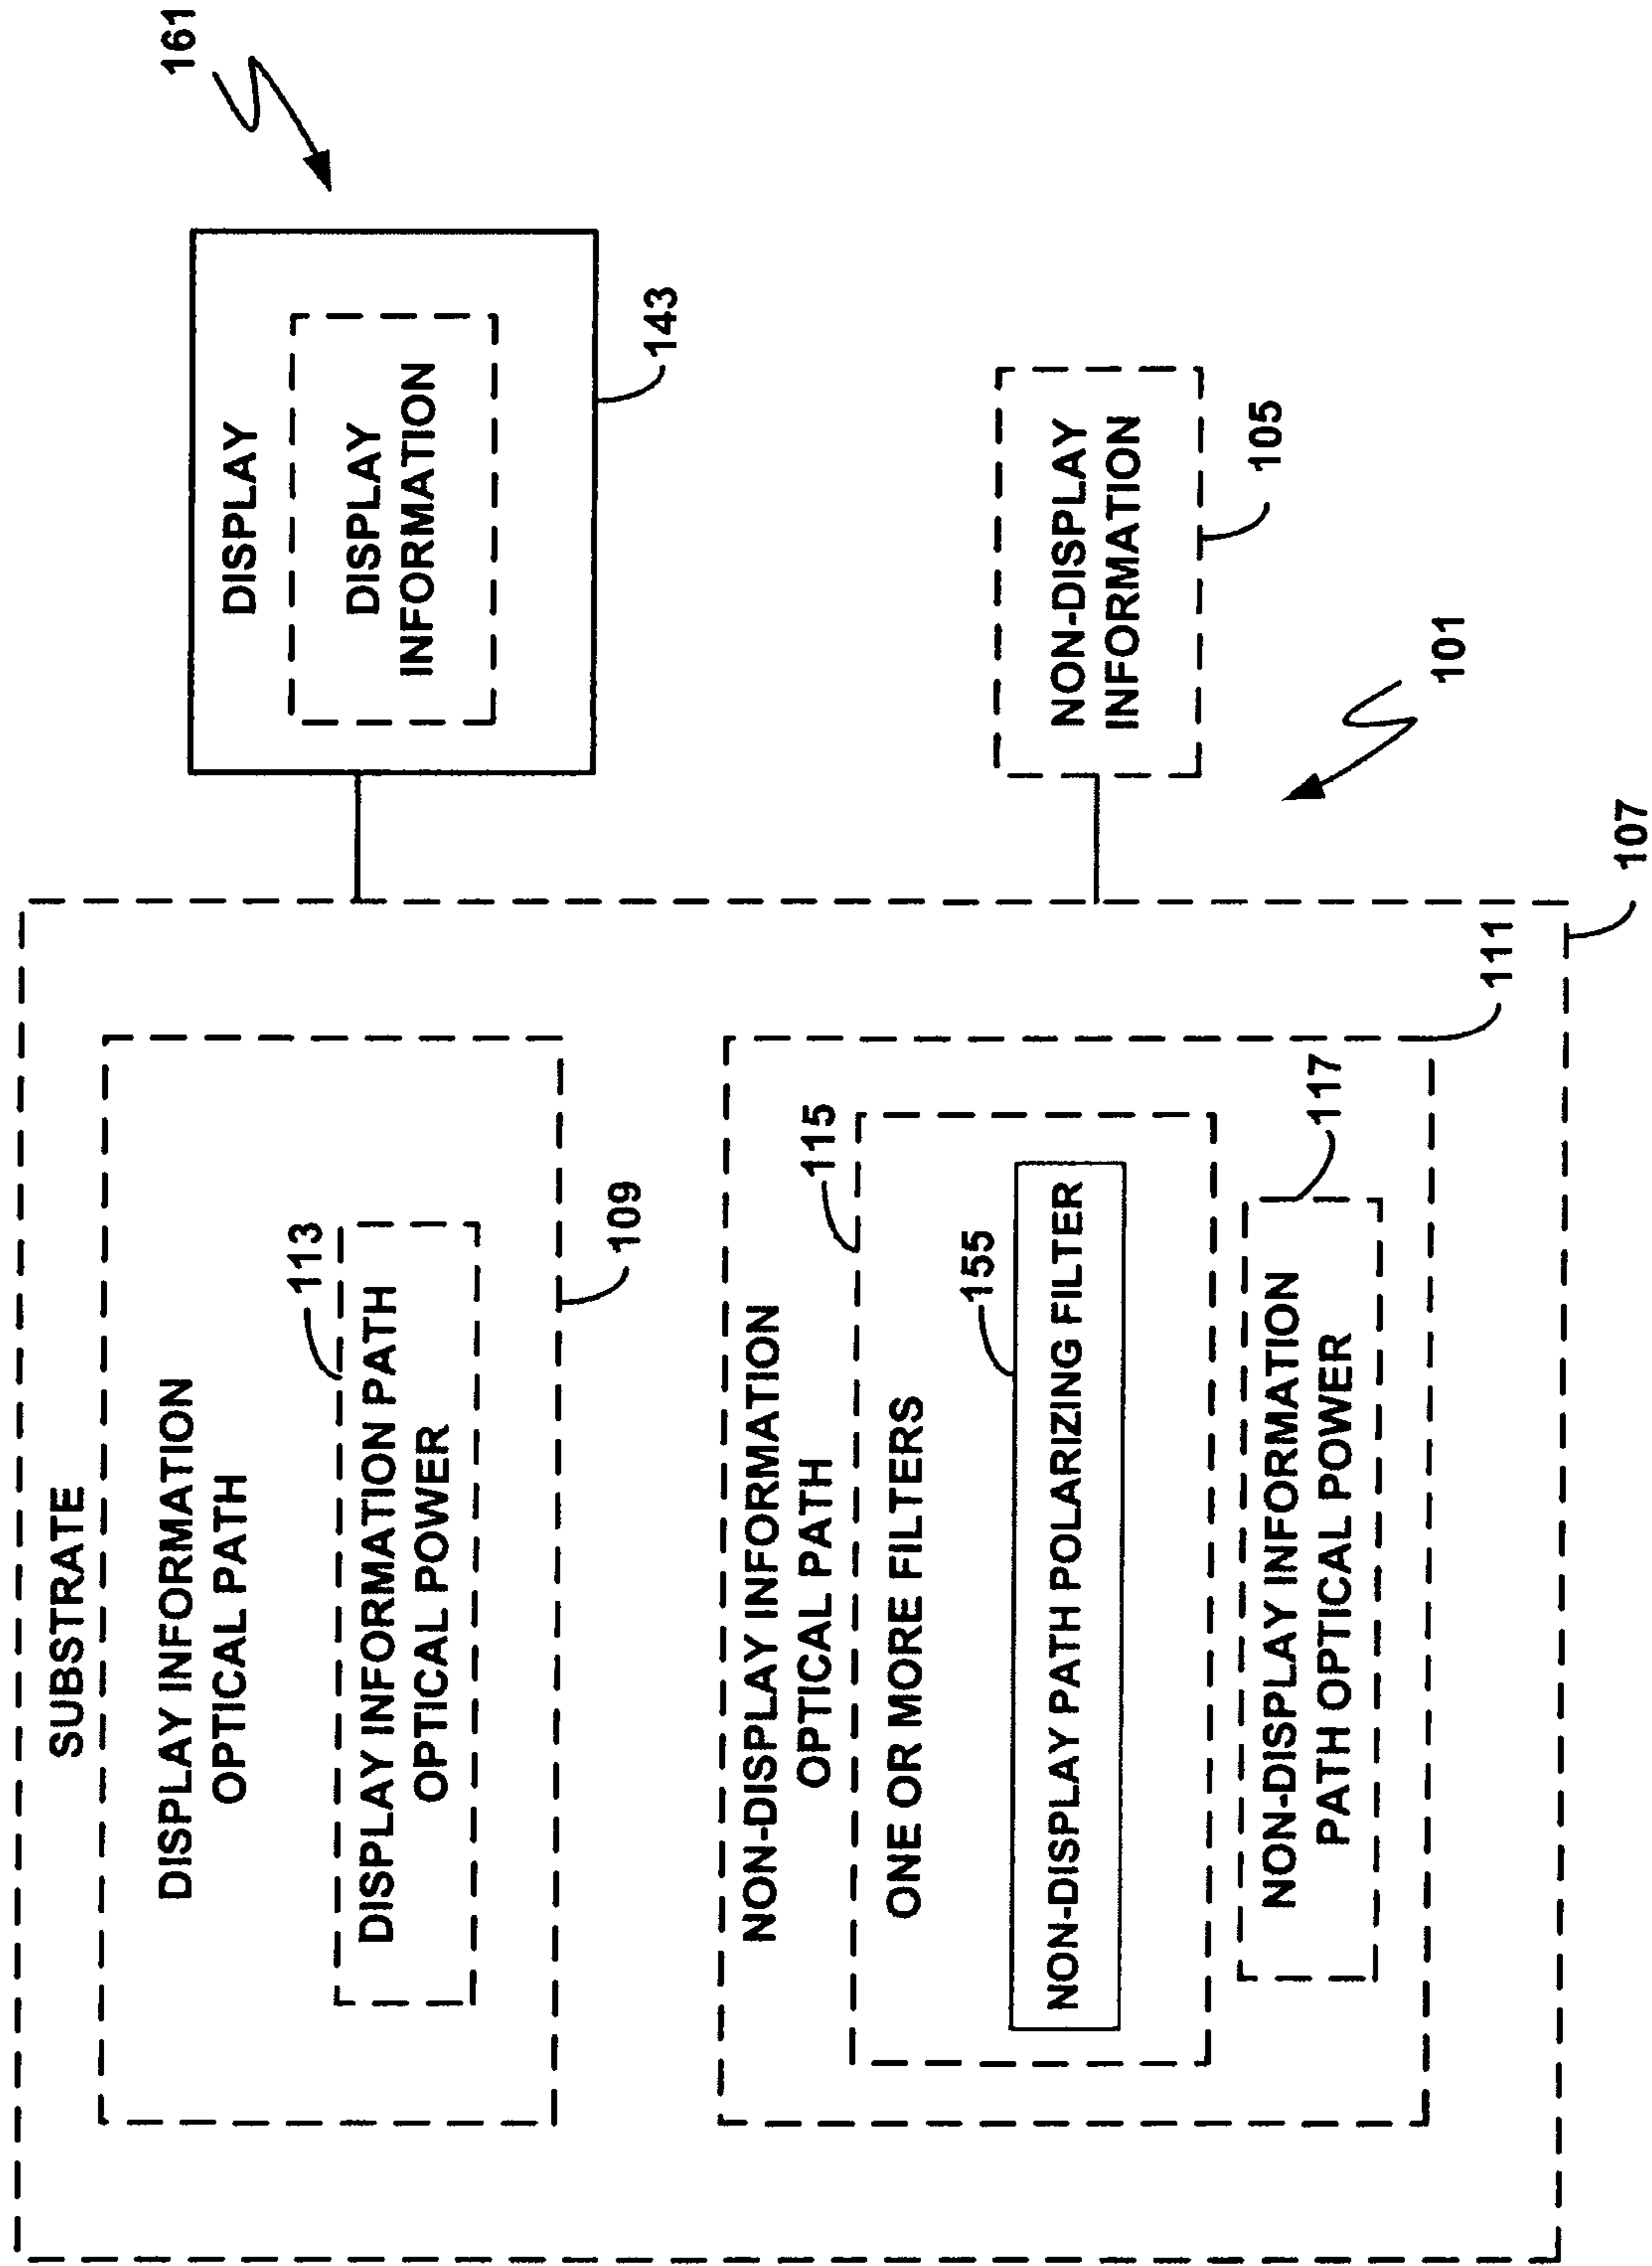 SUBSTRATE
DISPLAY INFORMATION
OPTICAL PATH
113
DISPLAY INFORMATION PATH
OPTICAL POWER
109
NON-DISPLAY INFORMATION
OPTICAL PATH
115
ONE OR MORE FILTERS
155
NON-DISPLAY PATH POLARIZING FILTER
117
NON-DISPLAY INFORMATION
PATH OPTICAL POWER
111
107
161
DISPLAY
DISPLAY
INFORMATION
143
NON-DISPLAY
INFORMATION
105
101